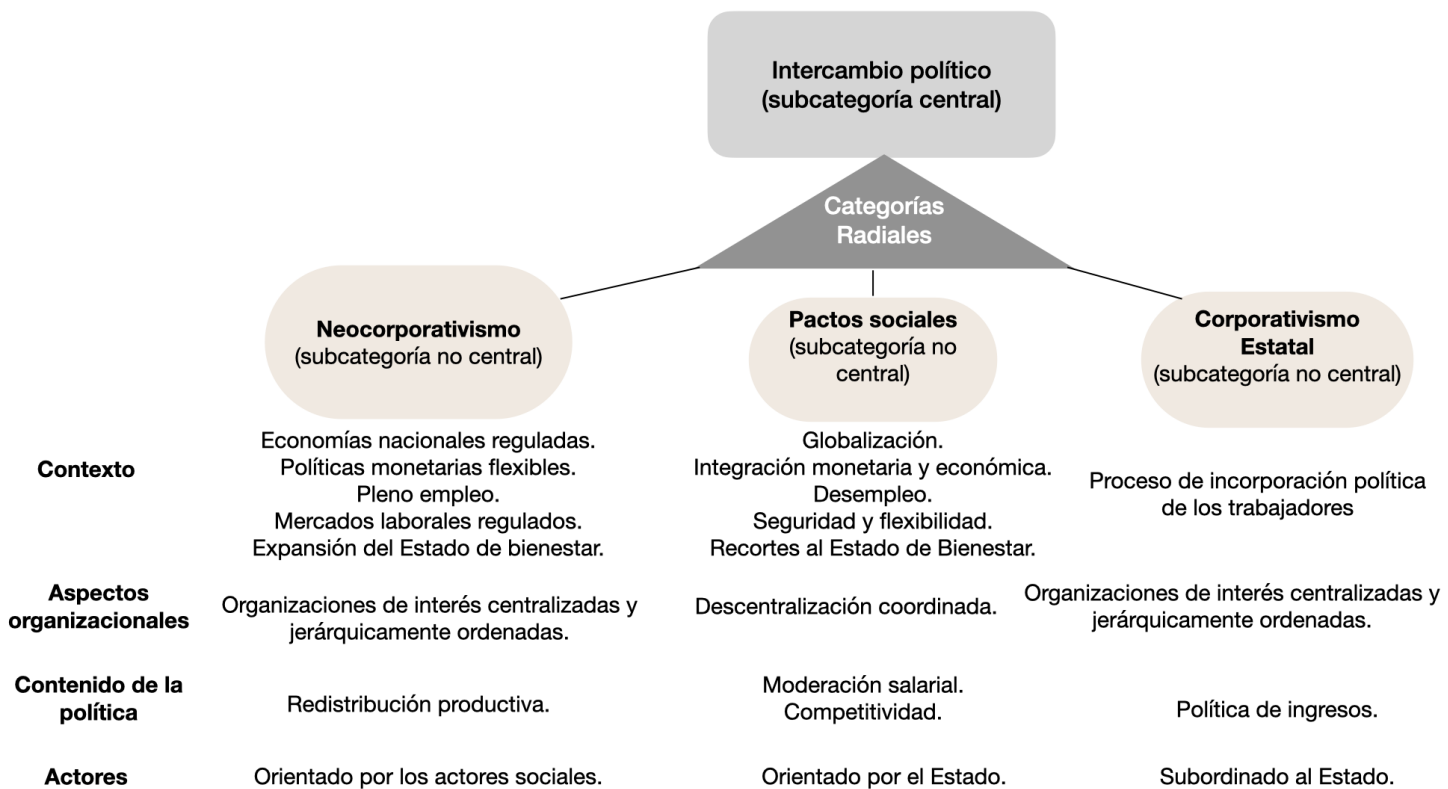 Intercambio político
(subcategoría central)
Categorías
Radiales
Neocorporativismo
(subcategoría no central)
Pactos sociales
(subcategoría no
central)
Corporativismo
Estatal
(subcategoría no central)
Contexto
Economías nacionales reguladas.
Políticas monetarias flexibles.
Pleno empleo.
Mercados laborales regulados.
Expansión del Estado de bienestar.
Globalización.
Integración monetaria y económica.
Desempleo.
Seguridad y flexibilidad.
Recortes al Estado de Bienestar.
Proceso de incorporación política
de los trabajadores
Aspectos
organizacionales
Organizaciones de interés centralizadas y
jerárquicamente ordenadas.
Descentralización coordinada.
Organizaciones de interés centralizadas y
jerárquicamente ordenadas.
Contenido de la
política
Redistribución productiva.
Moderación salarial.
Competitividad.
Política de ingresos.
Actores
Orientado por los actores sociales.
Orientado por el Estado.
Subordinado al Estado.